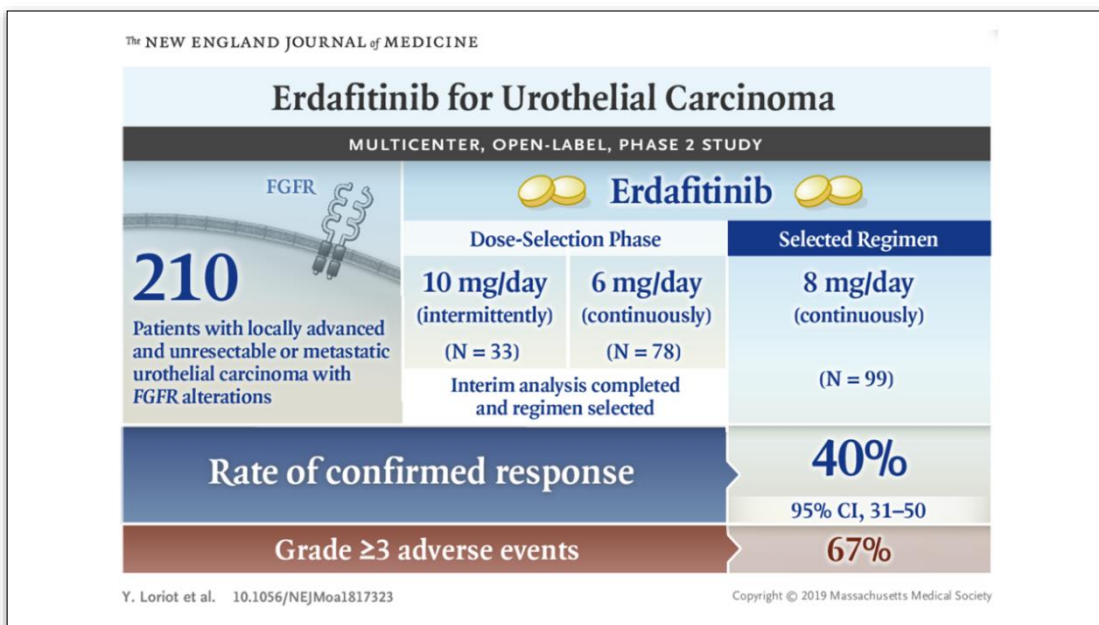 The NEW ENGLAND JOURNAL of MEDICINE
Erdafitinib for Urothelial Carcinoma
MULTICENTER, OPEN-LABEL, PHASE 2 STUDY
FGFR
210
Patients with locally advanced
and unresectable or metastatic
urothelial carcinoma with
FGFR alterations
Erdafitinib
Dose-Selection Phase
Selected Regimen
10 mg/day
(intermittently)
(N = 33)
6 mg/day
(continuously)
(N = 78)
Interim analysis completed
and regimen selected
8 mg/day
(continuously)
(N = 99)
Rate of confirmed response
40%
95% CI, 31–50
Grade ≥3 adverse events
67%
Y. Loriot et al. 10.1056/NEJMoa1817323
Copyright © 2019 Massachusetts Medical Society